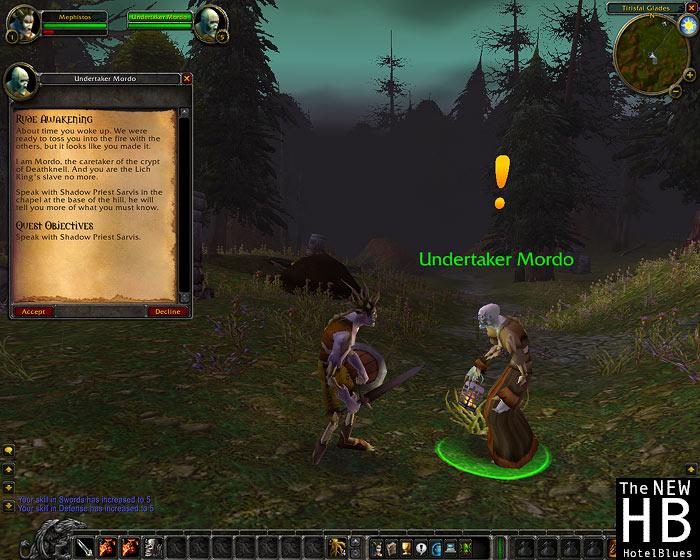 Mephistos
Undertaker Mordo
Tirisfal Glades
N
Undertaker Mordo
Rude Awakening
About time you woke up. We were
ready to toss you into the fire with the
others, but it looks like you made it.
I am Mordo, the caretaker of the crypt
of Deathknell. And you are the Lich
King's slave no more.
Speak with Shadow Priest Sarvis in the
chapel at the base of the hill, he will
tell you more of what you must know.
Quest Objectives
Speak with Shadow Priest Sarvis.
Accept
Decline
!
Undertaker Mordo
Your skill in Swords has increased to 5
Your skill in Defense has increased to 5
The NEW
HB
HotelBlues